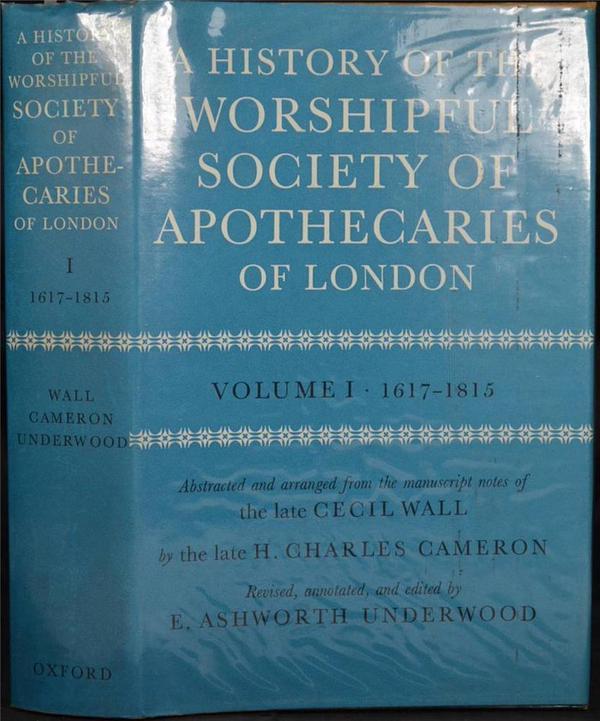 A HISTORY
OF THE
WORSHIPFUL
SOCIETY
OF
APOTHE-
CARIES
OF LONDON
I
1617-1815
WALL
CAMERON
UNDERWOOD
OXFORD
A HISTORY OF THE
WORSHIPFUL
SOCIETY OF
APOTHECARIES
OF LONDON
VOLUME I · 1617-1815
Abstracted and arranged from the manuscript notes of
the late CECIL WALL
by the late H. CHARLES CAMERON
Revised, annotated, and edited by
E. ASHWORTH UNDERWOOD